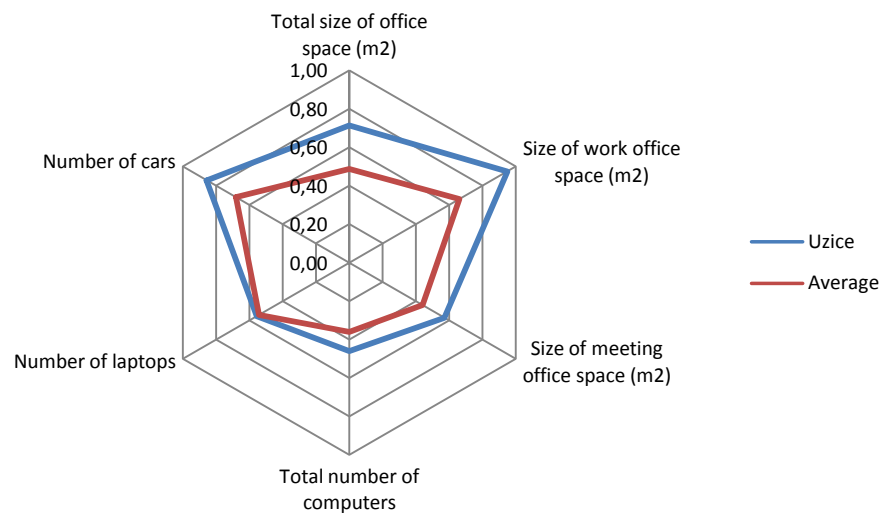 Total size of office
space (m2)
1,00
0,80
0,60
0,40
0,20
0,00
Size of work office
space (m2)
Size of meeting
office space (m2)
Total number of
computers
Number of laptops
Number of cars
Uzice
Average